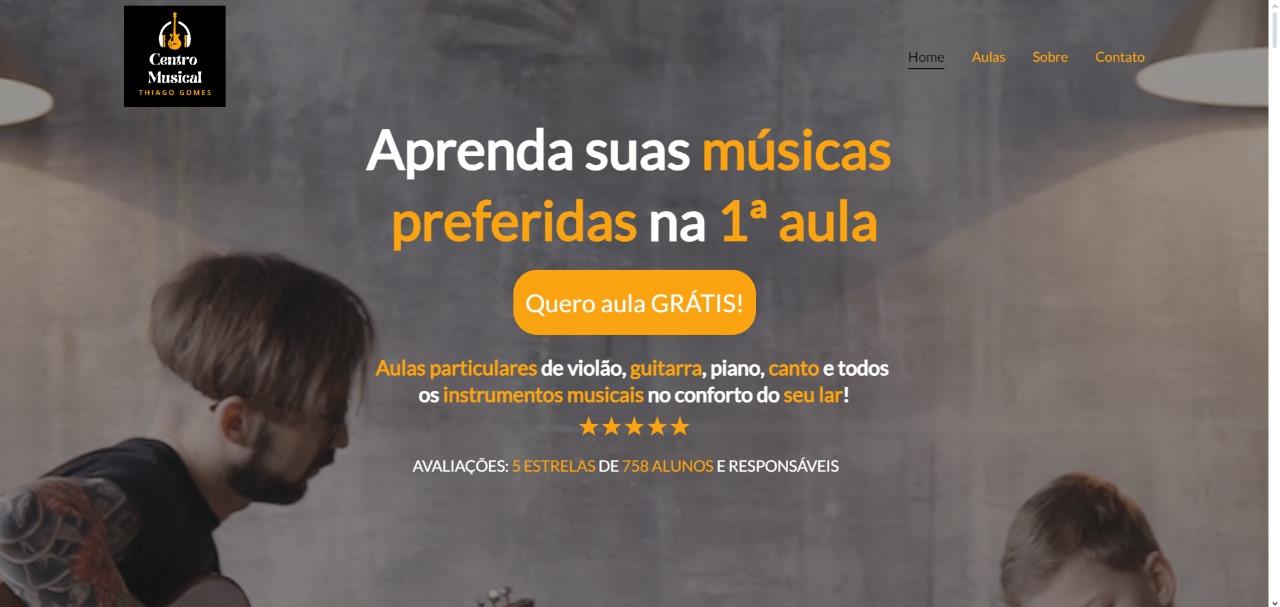 Centro
Musical
THIAGO GOMES
Home Aulas Sobre Contato
Aprenda suas músicas
preferidas na 1ª aula
Quero aula GRÁTIS!
Aulas particulares de violão, guitarra, piano, canto e todos
os instrumentos musicais no conforto do seu lar!
★★★★★
AVALIAÇÕES: 5 ESTRELAS DE 758 ALUNOS E RESPONSÁVEIS